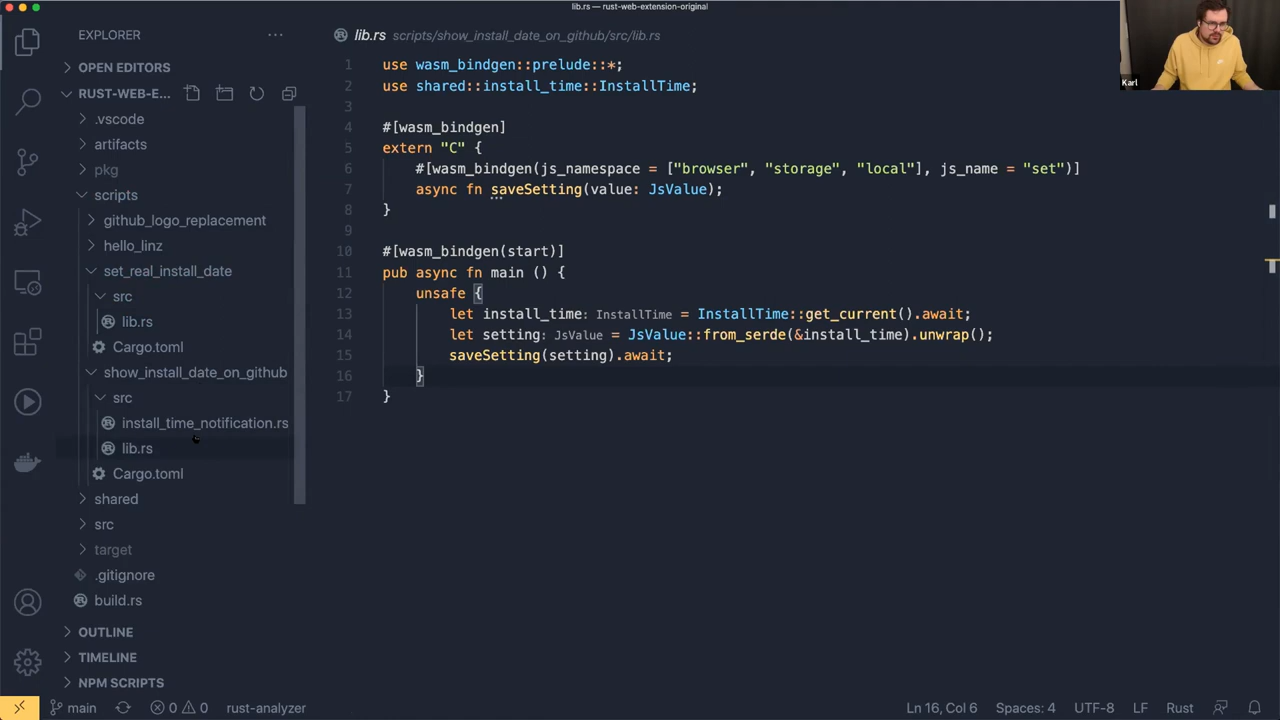 lib.rs — rust-web-extension-original
Karl
EXPLORER
OPEN EDITORS
RUST-WEB-E...
.vscode
artifacts
pkg
scripts
github_logo_replacement
hello_linz
set_real_install_date
src
lib.rs
Cargo.toml
show_install_date_on_github
src
install_time_notification.rs
lib.rs
Cargo.toml
shared
src
target
.gitignore
build.rs
OUTLINE
TIMELINE
NPM SCRIPTS
lib.rs scripts/show_install_date_on_github/src/lib.rs
1 use wasm_bindgen::prelude::*;
2 use shared::install_time::InstallTime;
3
4 #[wasm_bindgen]
5 extern "C" {
6 #[wasm_bindgen(js_namespace = ["browser", "storage", "local"], js_name = "set")]
7 async fn saveSetting(value: JsValue);
8 }
9
10 #[wasm_bindgen(start)]
11 pub async fn main () {
12 unsafe {
13 let install_time: InstallTime = InstallTime::get_current().await;
14 let setting: JsValue = JsValue::from_serde(&install_time).unwrap();
15 saveSetting(setting).await;
16 }
17 }
main 0 0 rust-analyzer Ln 16, Col 6 Spaces: 4 UTF-8 LF Rust